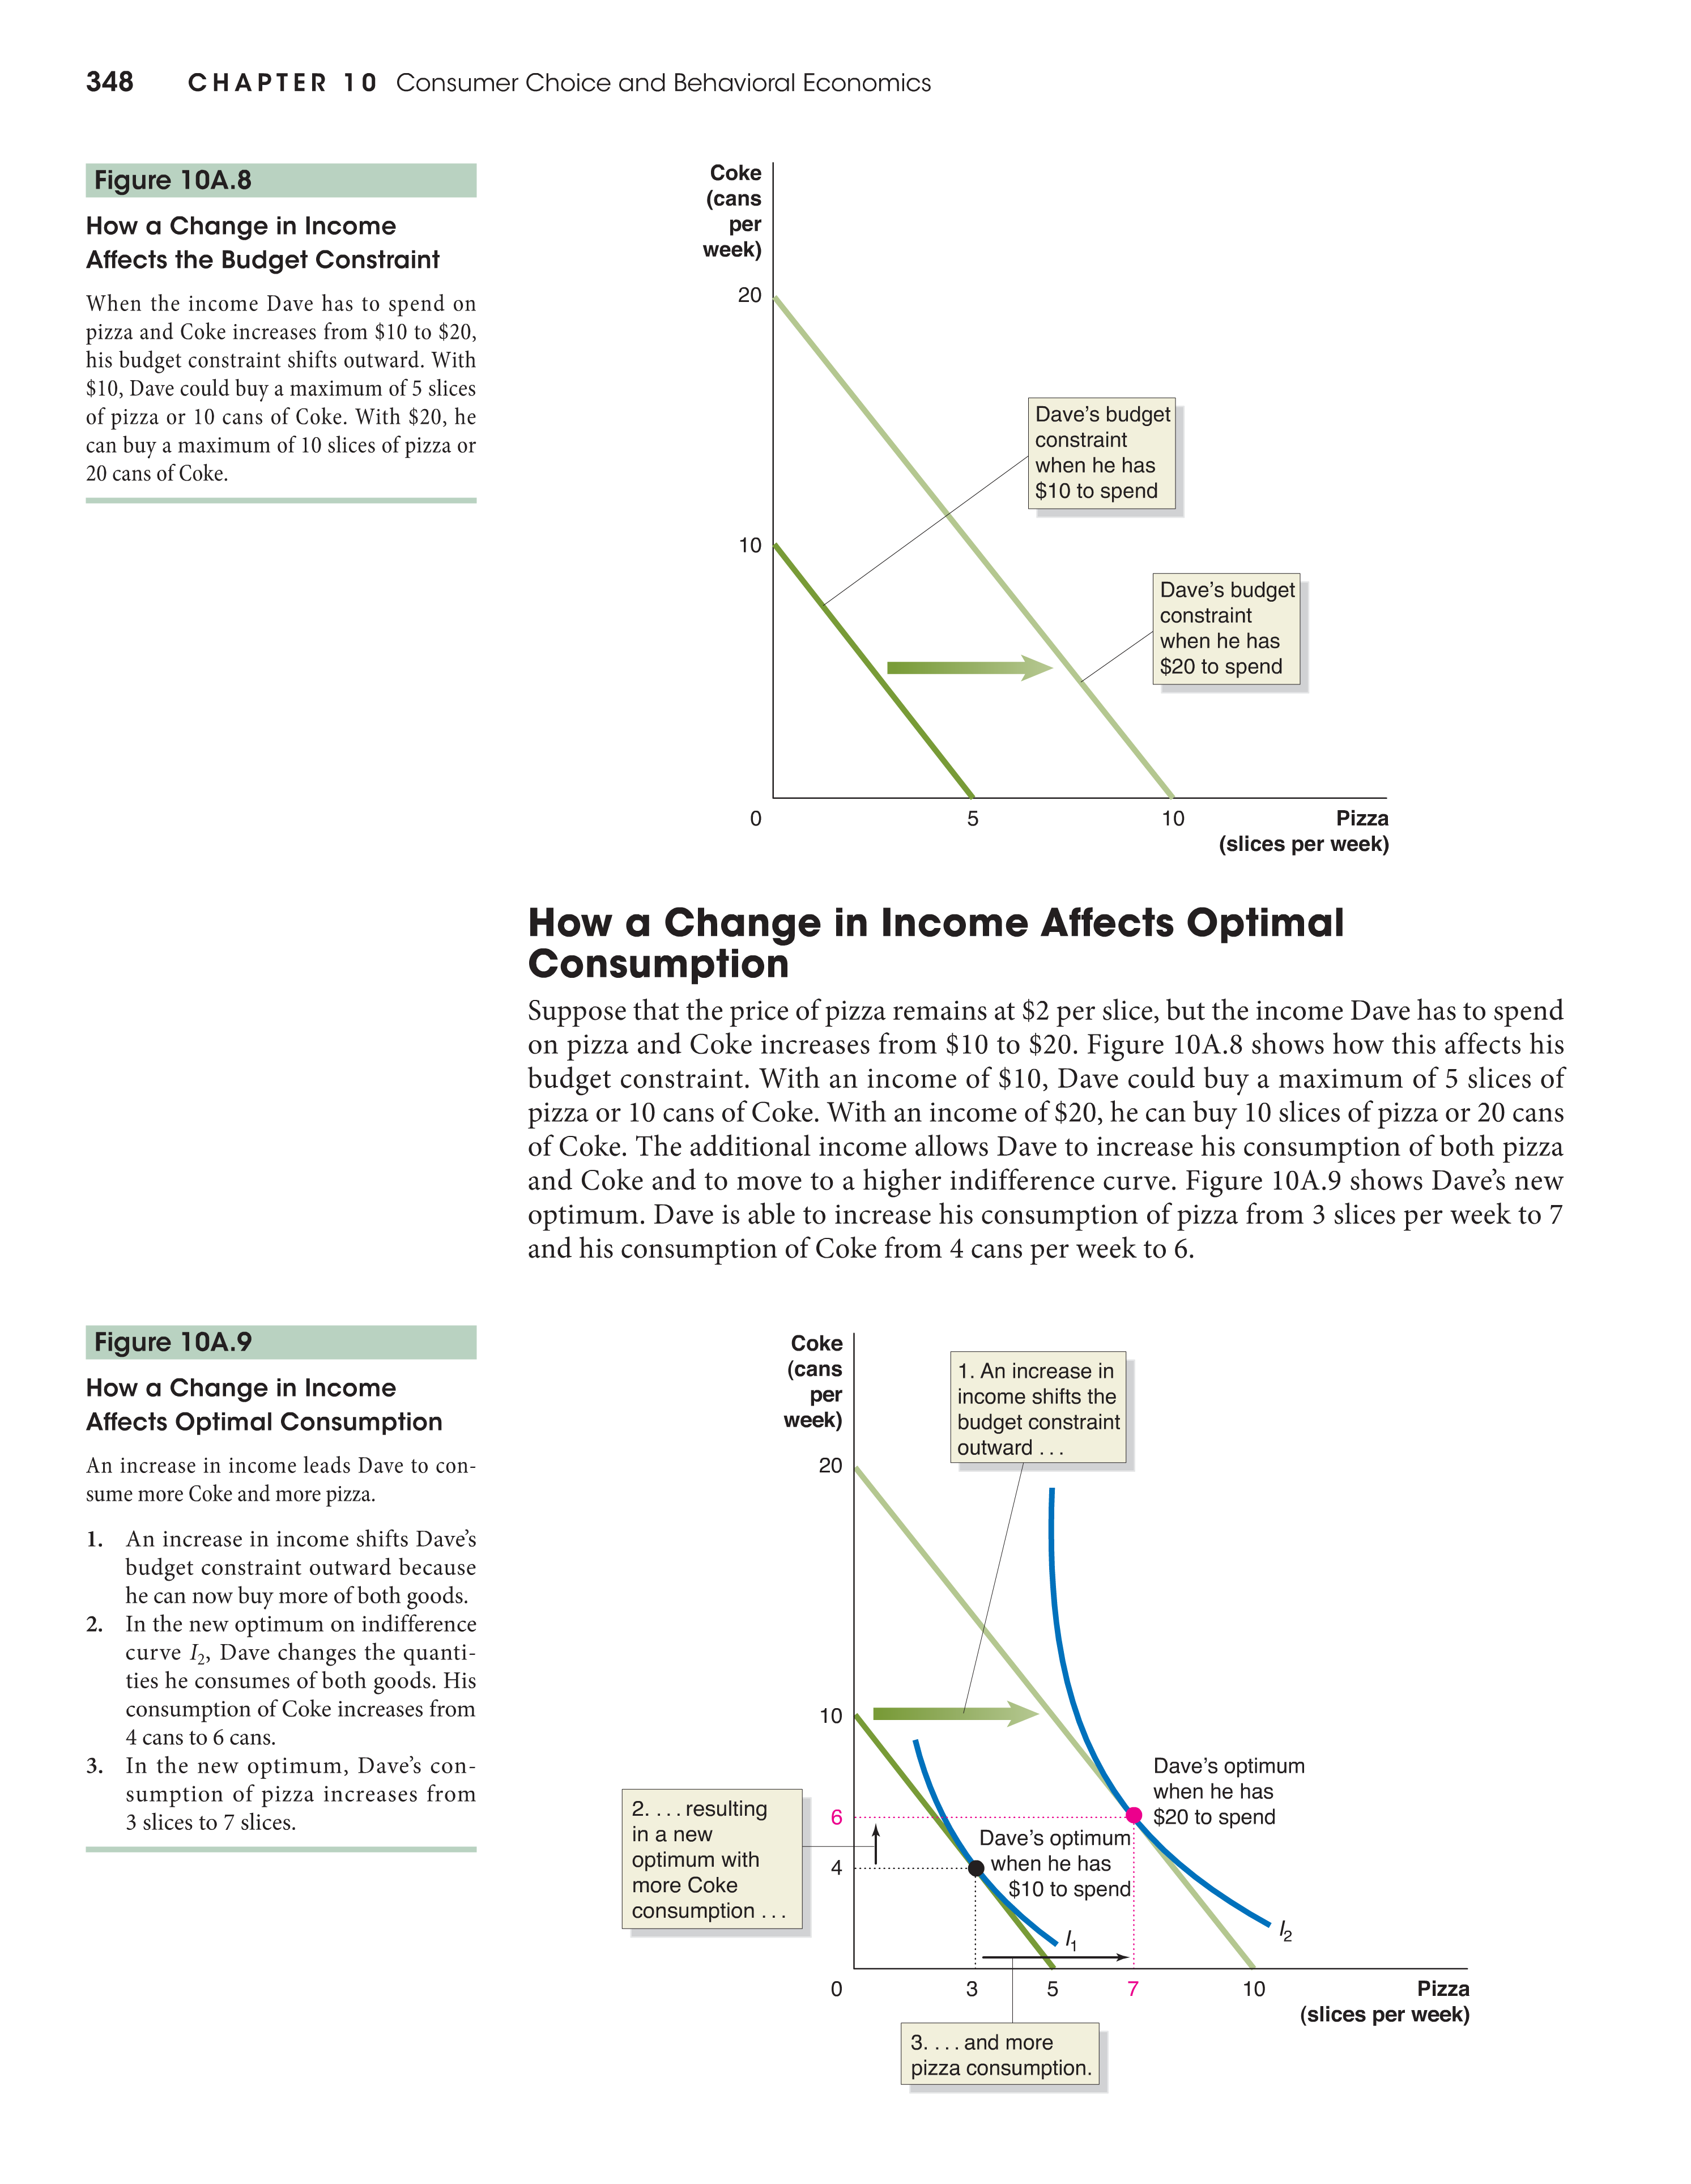 348 CHAPTER 10 Consumer Choice and Behavioral Economics
Figure 10A.8
How a Change in Income
Affects the Budget Constraint
When the income Dave has to spend on
pizza and Coke increases from $10 to $20,
his budget constraint shifts outward. With
$10, Dave could buy a maximum of 5 slices
of pizza or 10 cans of Coke. With $20, he
can buy a maximum of 10 slices of pizza or
20 cans of Coke.
Coke
(cans
per
week)
20
10
Dave’s budget
constraint
when he has
$10 to spend
Dave’s budget
constraint
when he has
$20 to spend
0 5 10 Pizza
(slices per week)
How a Change in Income Affects Optimal
Consumption
Suppose that the price of pizza remains at $2 per slice, but the income Dave has to spend
on pizza and Coke increases from $10 to $20. Figure 10A.8 shows how this affects his
budget constraint. With an income of $10, Dave could buy a maximum of 5 slices of
pizza or 10 cans of Coke. With an income of $20, he can buy 10 slices of pizza or 20 cans
of Coke. The additional income allows Dave to increase his consumption of both pizza
and Coke and to move to a higher indifference curve. Figure 10A.9 shows Dave’s new
optimum. Dave is able to increase his consumption of pizza from 3 slices per week to 7
and his consumption of Coke from 4 cans per week to 6.
Figure 10A.9
How a Change in Income
Affects Optimal Consumption
An increase in income leads Dave to con-
sume more Coke and more pizza.
1. An increase in income shifts Dave’s
budget constraint outward because
he can now buy more of both goods.
2. In the new optimum on indifference
curve I₂, Dave changes the quanti-
ties he consumes of both goods. His
consumption of Coke increases from
4 cans to 6 cans.
3. In the new optimum, Dave’s con-
sumption of pizza increases from
3 slices to 7 slices.
Coke
(cans
per
week)
20
10
6
4
1. An increase in
income shifts the
budget constraint
outward . . .
2. . . . resulting
in a new
optimum with
more Coke
consumption . . .
Dave’s optimum
when he has
$20 to spend
Dave’s optimum
when he has
$10 to spend
I₁
I₂
0 3 5 7 10 Pizza
(slices per week)
3. . . . and more
pizza consumption.